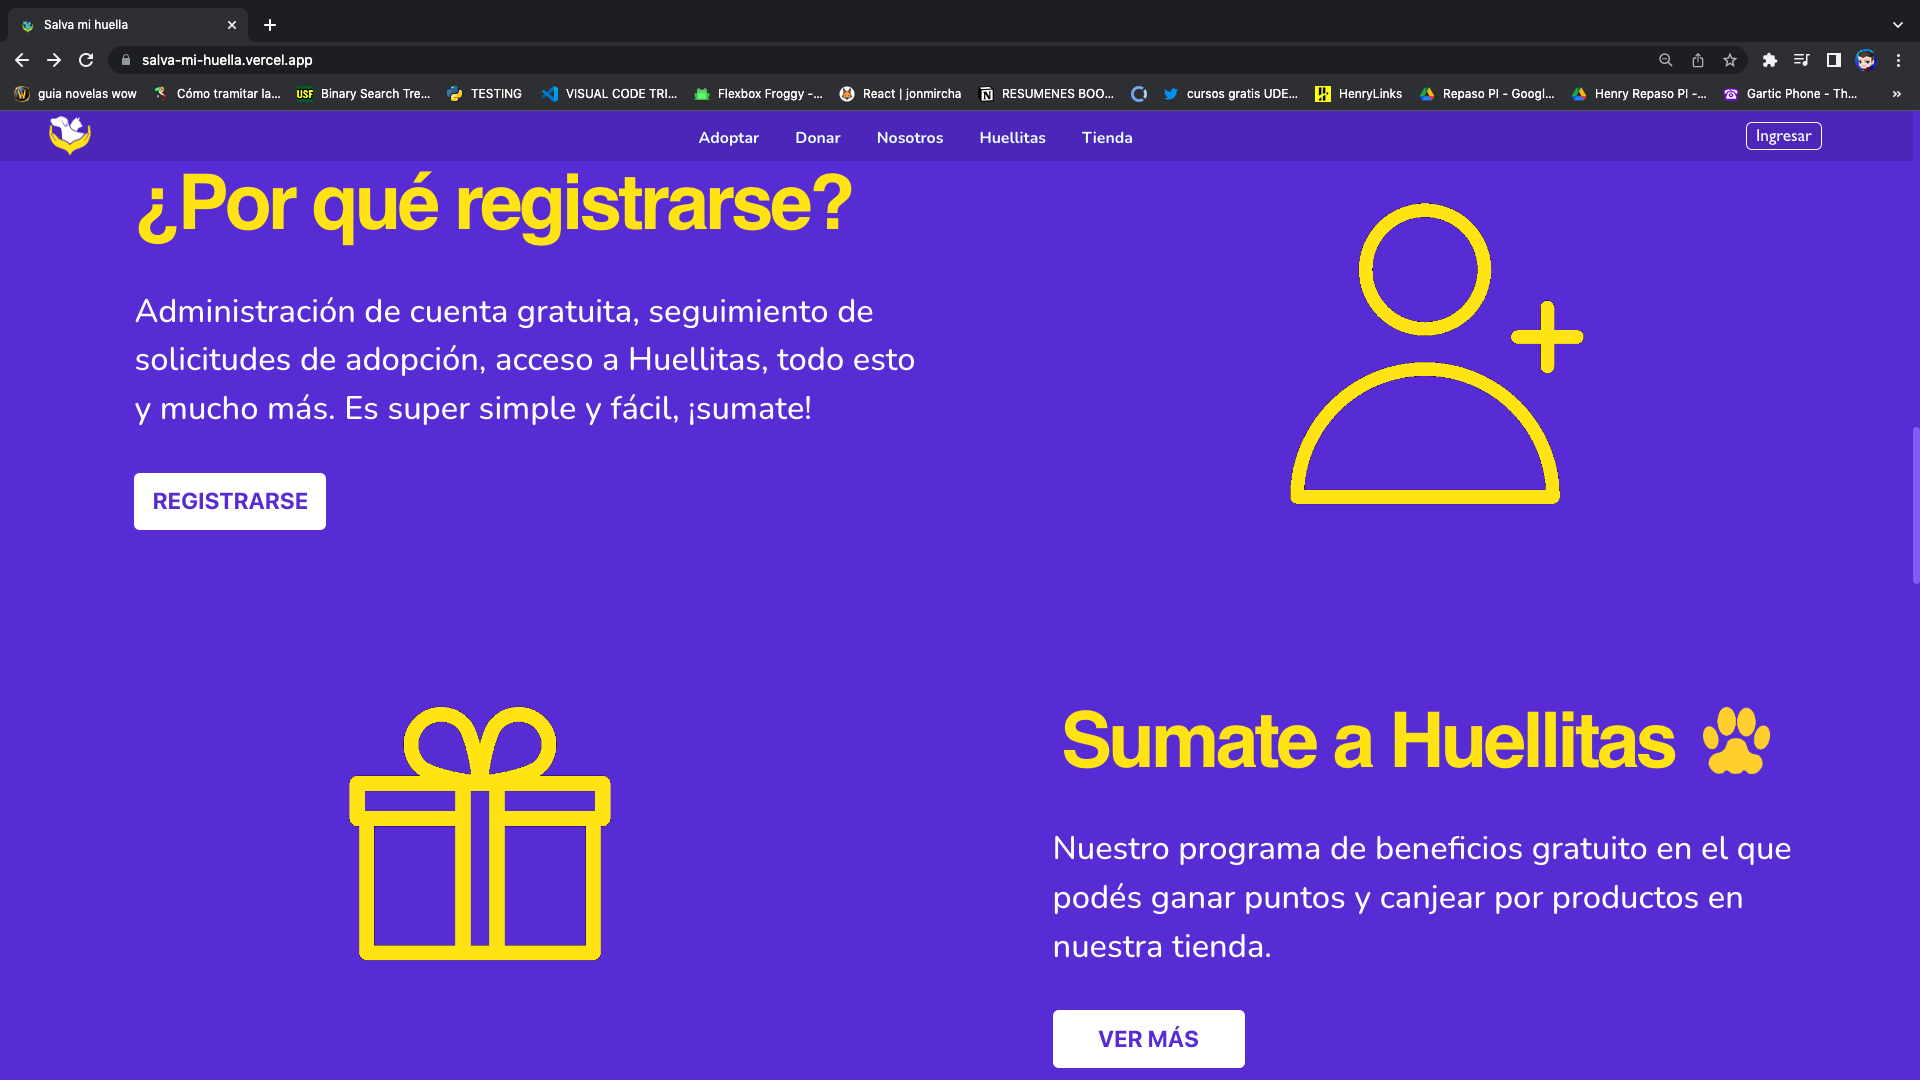 Salva mi huella
salva-mi-huella.vercel.app
guia novelas wow
Cómo tramitar la...
USF
Binary Search Tre...
TESTING
VISUAL CODE TRI...
Flexbox Froggy -...
React | jonmircha
RESUMENES BOO...
cursos gratis UDE...
HenryLinks
Repaso PI - Googl...
Henry Repaso PI -...
Gartic Phone - Th...
»
Adoptar
Donar
Nosotros
Huellitas
Tienda
Ingresar
¿Por qué registrarse?
Administración de cuenta gratuita, seguimiento de
solicitudes de adopción, acceso a Huellitas, todo esto
y mucho más. Es super simple y fácil, ¡sumate!
REGISTRARSE
Sumate a Huellitas
Nuestro programa de beneficios gratuito en el que
podés ganar puntos y canjear por productos en
nuestra tienda.
VER MÁS